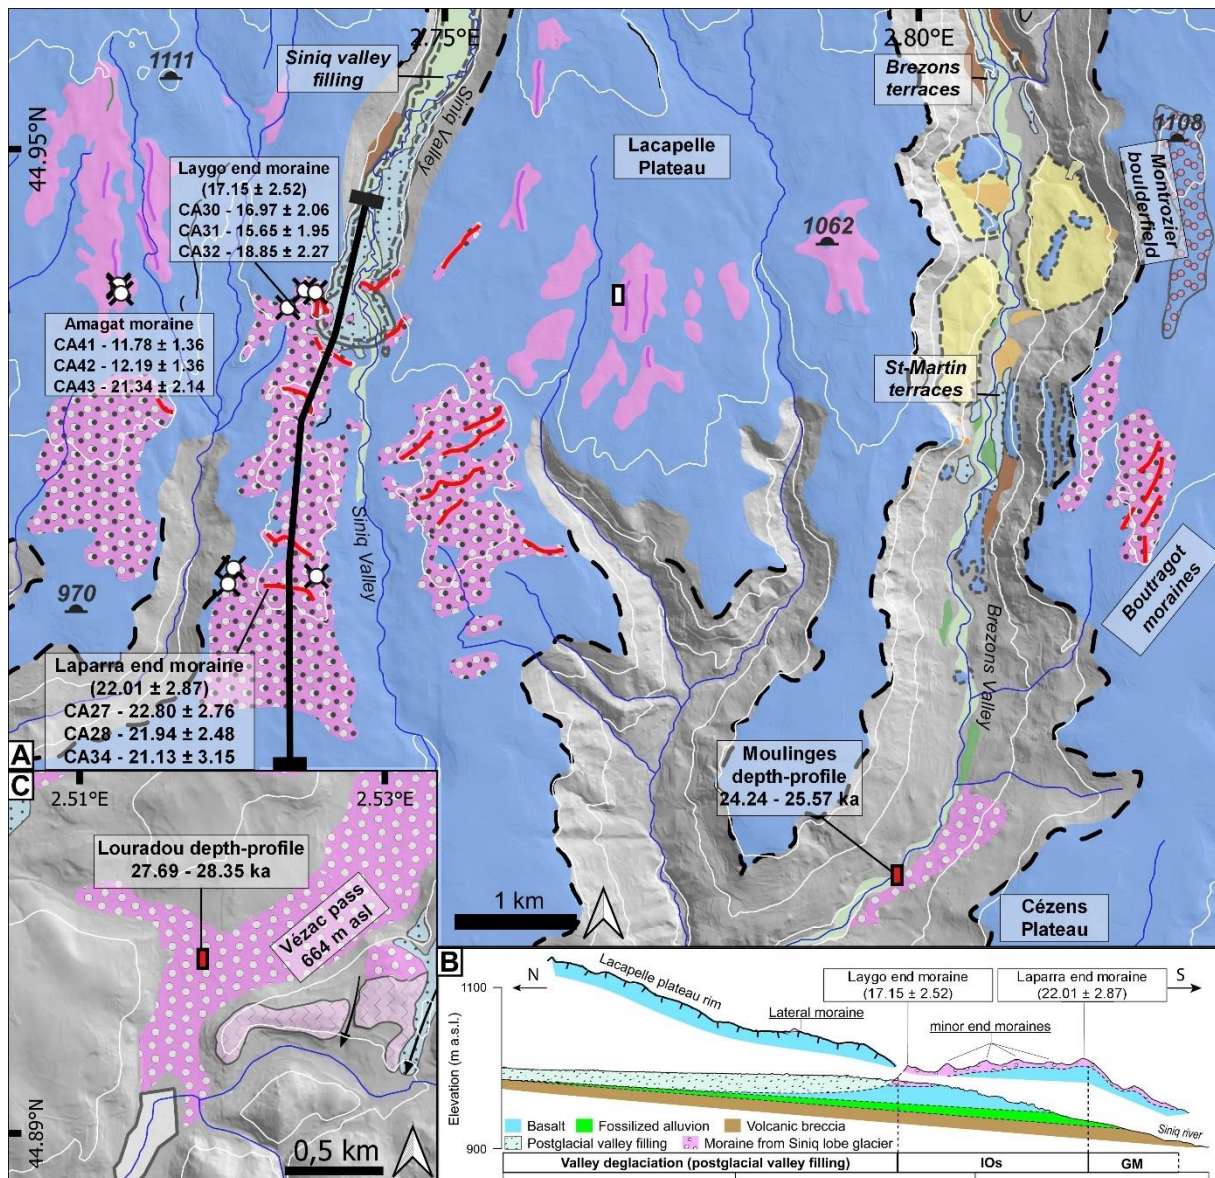 2.75°E
2.80°E
44.95°N
1111
Siniq valley
filling
Siniq Valley
Brezons
terraces
Lacapelle
Plateau
1108
Montrozier
boulderfield
Laygo end moraine
(17.15 ± 2.52)
CA30 - 16.97 ± 2.06
CA31 - 15.65 ± 1.95
CA32 - 18.85 ± 2.27
1062
Amagat moraine
CA41 - 11.78 ± 1.36
CA42 - 12.19 ± 1.36
CA43 - 21.34 ± 2.14
St-Martin
terraces
Siniq Valley
970
Boutragot
moraines
Brezons Valley
Laparra end moraine
(22.01 ± 2.87)
CA27 - 22.80 ± 2.76
CA28 - 21.94 ± 2.48
CA34 - 21.13 ± 3.15
A
Moulinges
depth-profile
24.24 - 25.57 ka
1 km
Cézens
Plateau
C
2.51°E
2.53°E
Louradou depth-profile
27.69 - 28.35 ka
Vézac pass
664 m asl
44.89°N
0,5 km
B
N
S
1100
900
Elevation (m a.s.l.)
Lacapelle plateau rim
Lateral moraine
Laygo end moraine
(17.15 ± 2.52)
Laparra end moraine
(22.01 ± 2.87)
minor end moraines
Siniq river
Basalt
Fossilized alluvion
Volcanic breccia
Postglacial valley filling
Moraine from Siniq lobe glacier
Valley deglaciation (postglacial valley filling)
IOs
GM